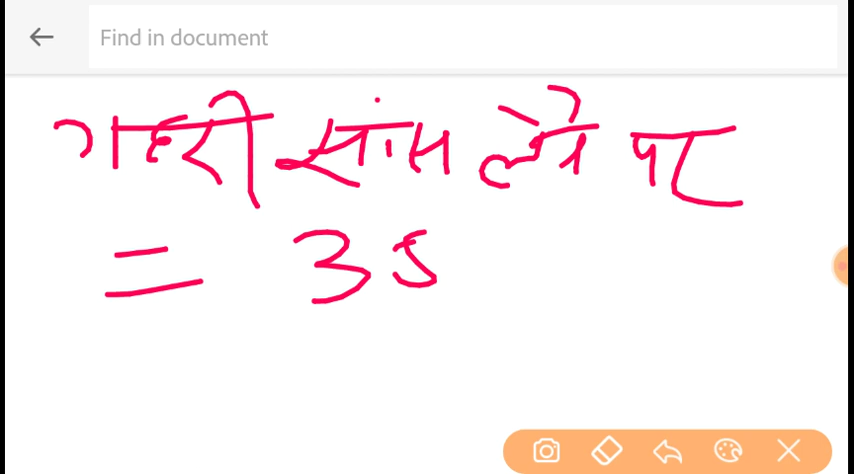 Find in document
गहरी सांस लेने पर
= 35